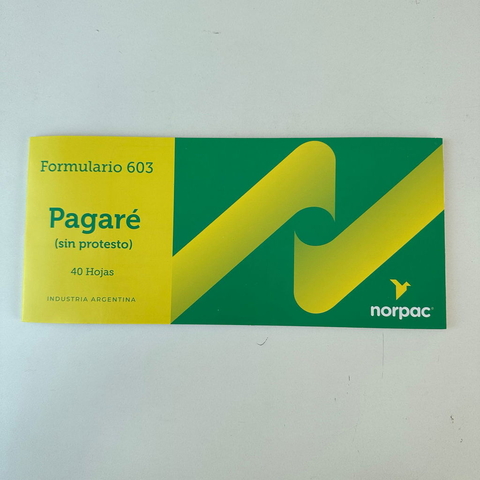 Formulario 603
Pagaré
(sin protesto)
40 Hojas
INDUSTRIA ARGENTINA
norpac